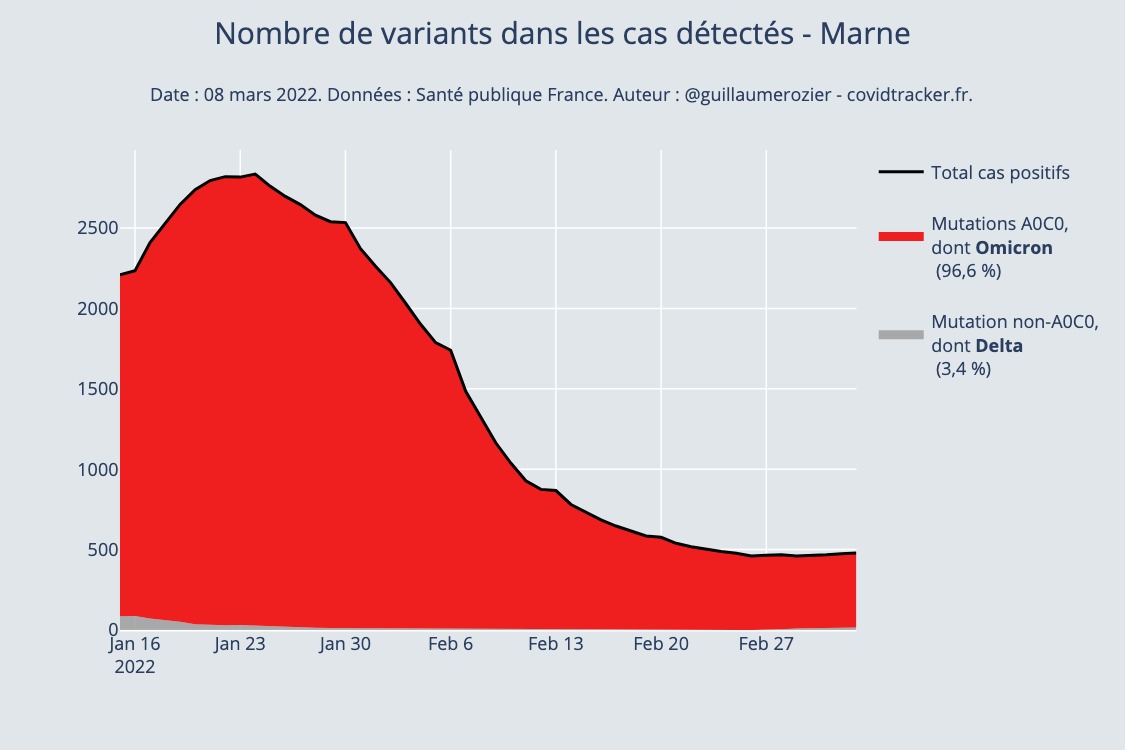 Nombre de variants dans les cas détectés - Marne
Date : 08 mars 2022. Données : Santé publique France. Auteur : @guillaumerozier - covidtracker.fr.
Total cas positifs
Mutations A0C0,
dont Omicron
(96,6 %)
Mutation non-A0C0,
dont Delta
(3,4 %)
2500
2000
1500
1000
500
0
Jan 16 Jan 23 Jan 30 Feb 6 Feb 13 Feb 20 Feb 27
2022